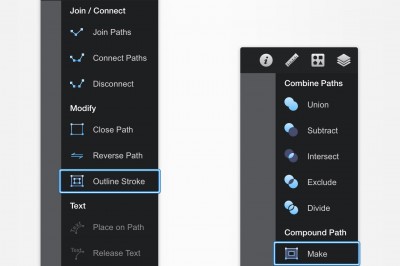 Join / Connect
Join Paths
Connect Paths
Disconnect
Modify
Close Path
Reverse Path
Outline Stroke
Text
Place on Path
Release Text
Combine Paths
Union
Subtract
Intersect
Exclude
Divide
Compound Path
Make